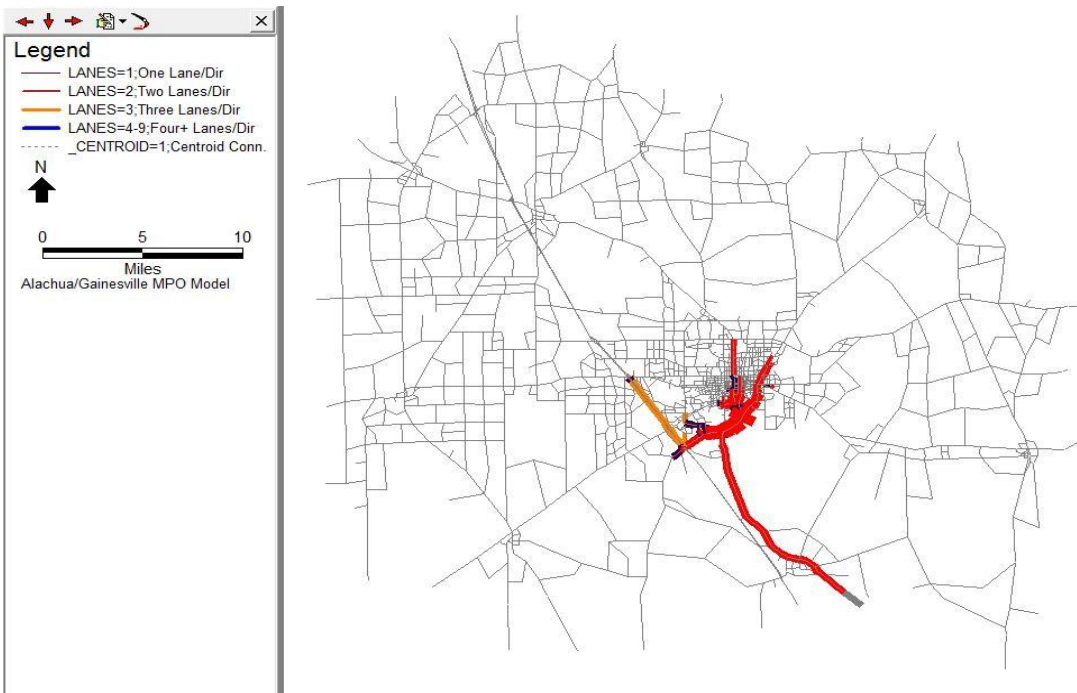 Legend
LANES=1;One Lane/Dir
LANES=2;Two Lanes/Dir
LANES=3;Three Lanes/Dir
LANES=4-9;Four+ Lanes/Dir
_CENTROID=1;Centroid Conn.
N
0 5 10
Miles
Alachua/Gainesville MPO Model